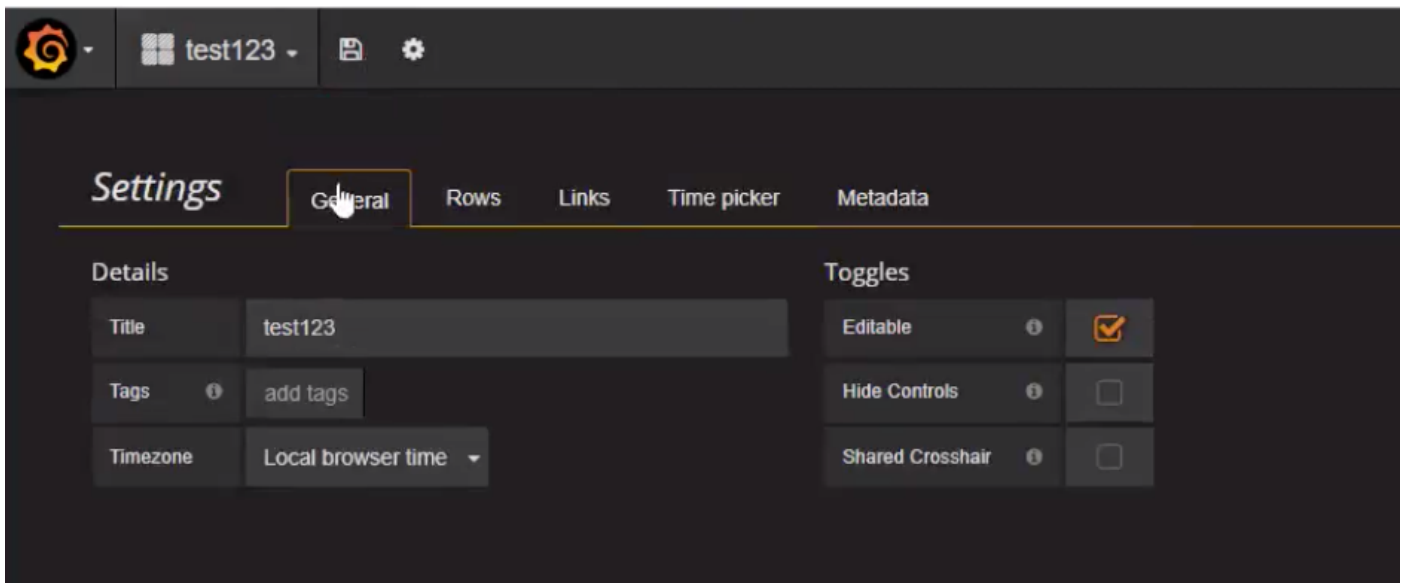 test123
Settings
General
Rows
Links
Time picker
Metadata
Details
Title
test123
Tags
add tags
Timezone
Local browser time
Toggles
Editable
Hide Controls
Shared Crosshair